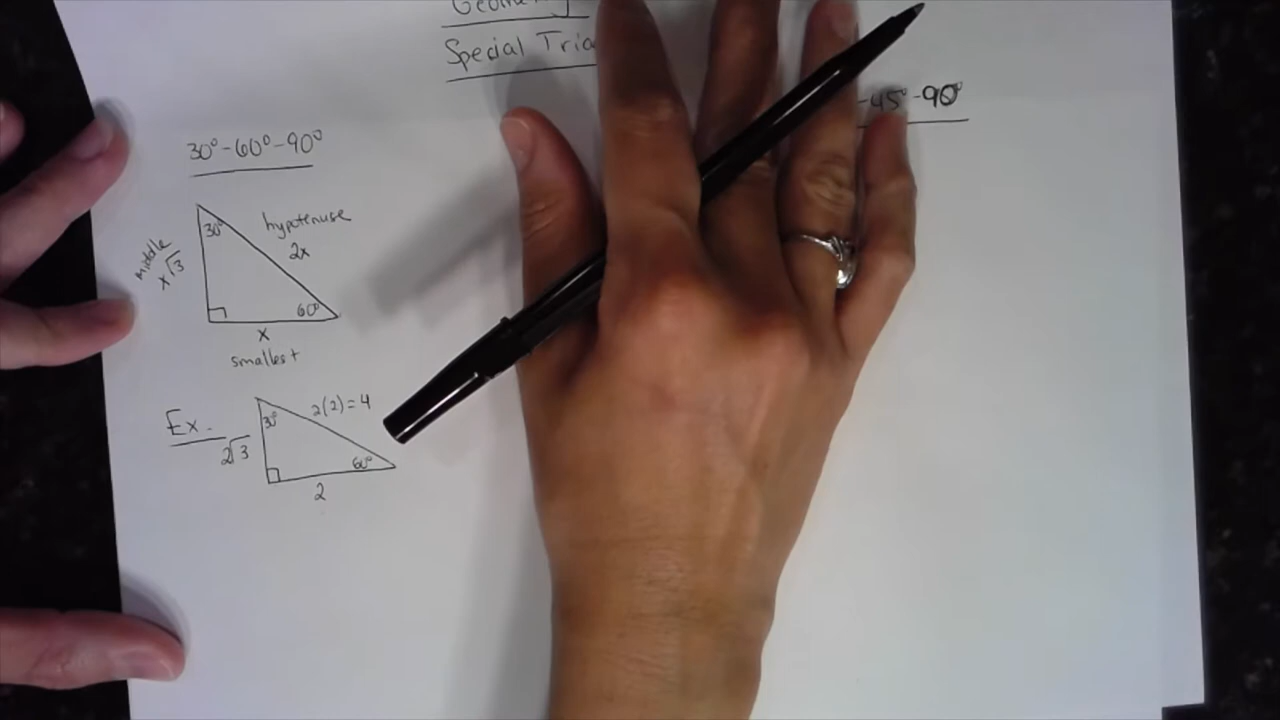 Special
30°-60°-90°
-45°-90°
30°
hypotenuse
2x
middle
x√3
60°
x
smallest
Ex.
2(2)=4
30°
2√3
60°
2